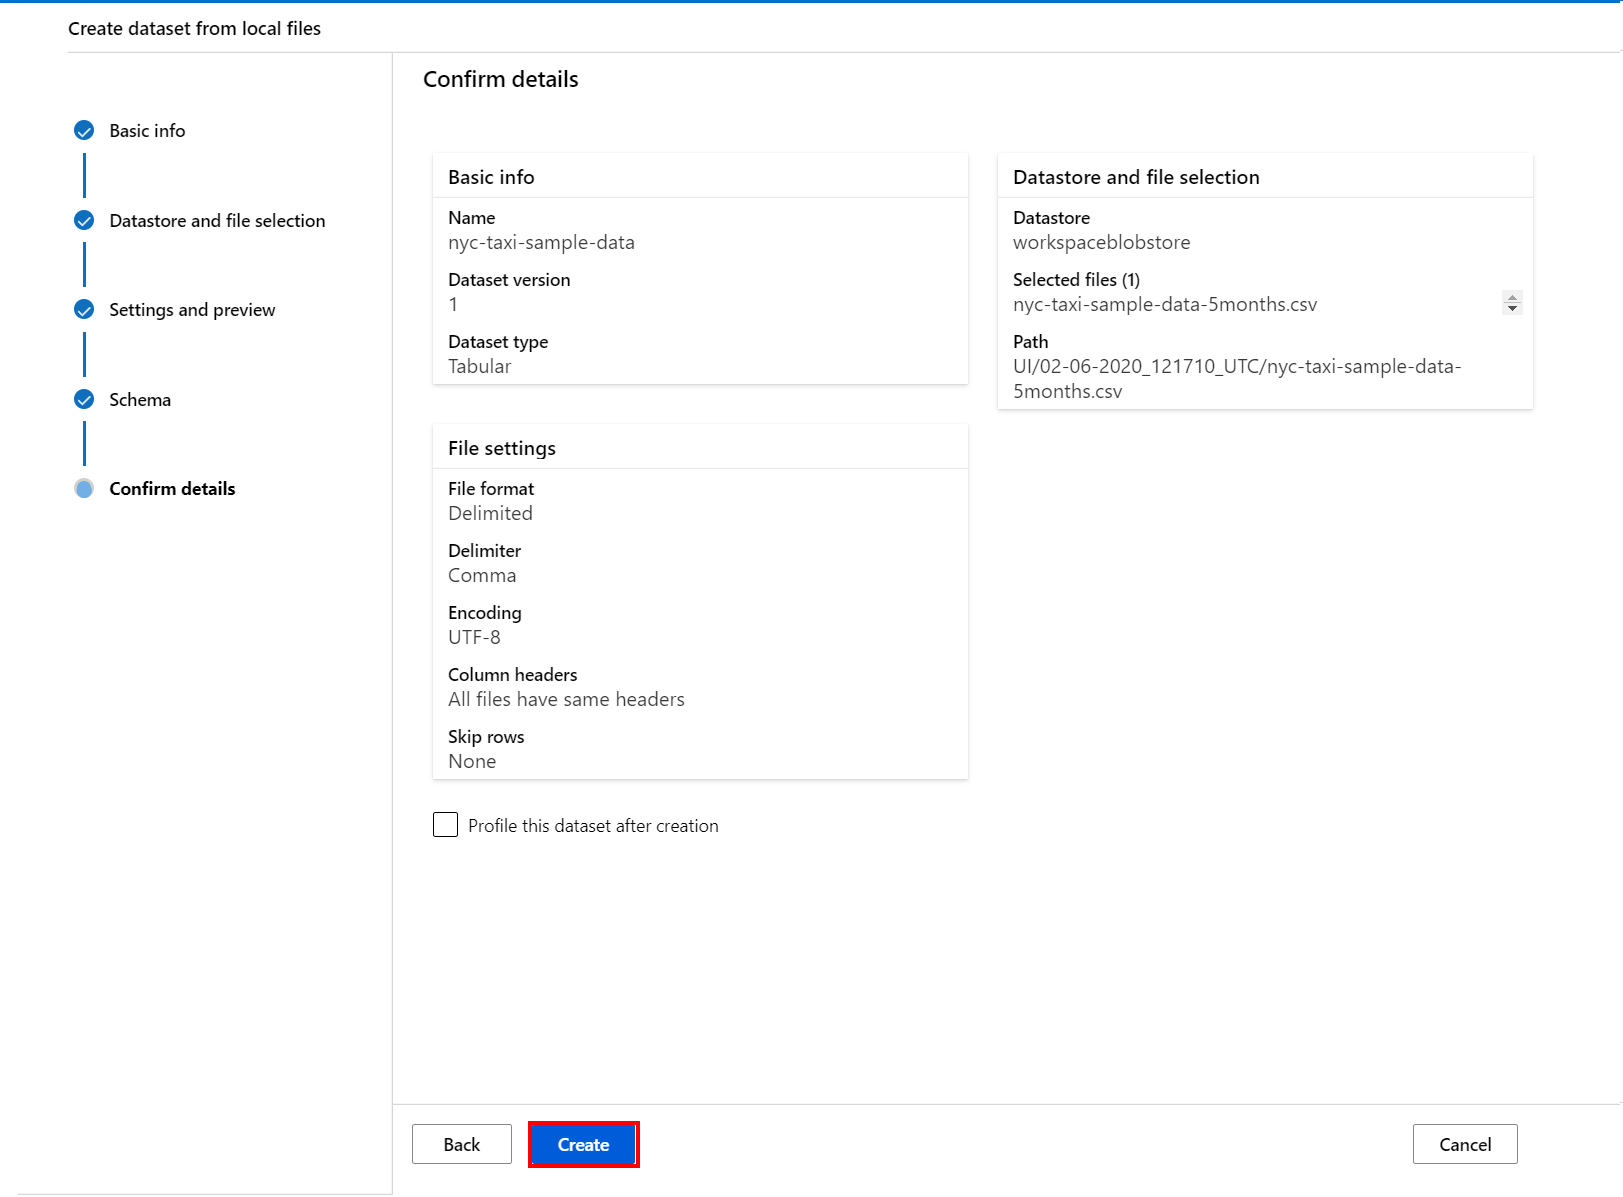 Create dataset from local files
Basic info
Datastore and file selection
Settings and preview
Schema
Confirm details
Confirm details
Basic info
Name
nyc-taxi-sample-data
Dataset version
1
Dataset type
Tabular
Datastore and file selection
Datastore
workspaceblobstore
Selected files (1)
nyc-taxi-sample-data-5months.csv
Path
UI/02-06-2020_121710_UTC/nyc-taxi-sample-data-
5months.csv
File settings
File format
Delimited
Delimiter
Comma
Encoding
UTF-8
Column headers
All files have same headers
Skip rows
None
Profile this dataset after creation
Back
Create
Cancel